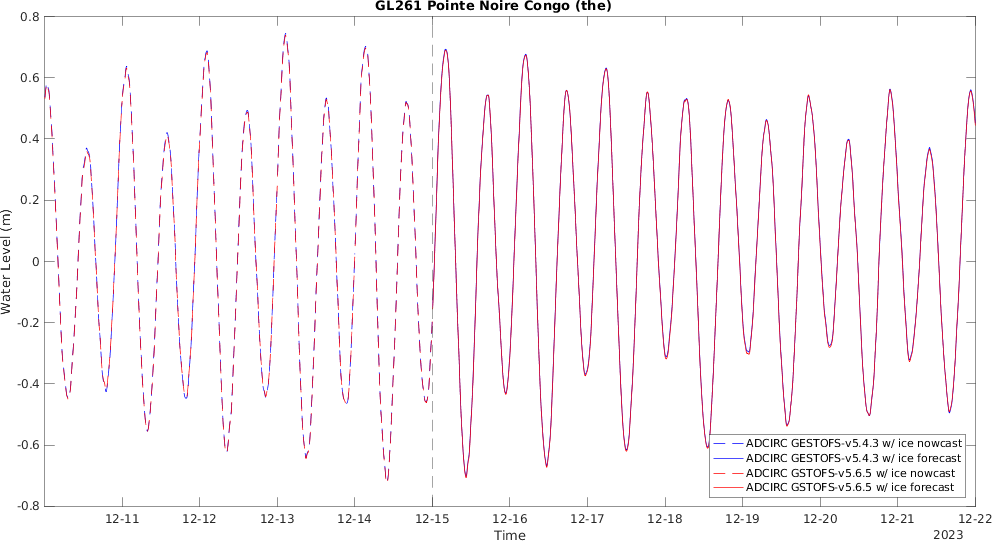 GL261 Pointe Noire Congo (the)
Water Level (m)
0.8
0.6
0.4
0.2
0
-0.2
-0.4
-0.6
-0.8
ADCIRC GESTOFS-v5.4.3 w/ ice nowcast
ADCIRC GESTOFS-v5.4.3 w/ ice forecast
ADCIRC GSTOFS-v5.6.5 w/ ice nowcast
ADCIRC GSTOFS-v5.6.5 w/ ice forecast
12-11 12-12 12-13 12-14 12-15 12-16 12-17 12-18 12-19 12-20 12-21 12-22
Time
2023